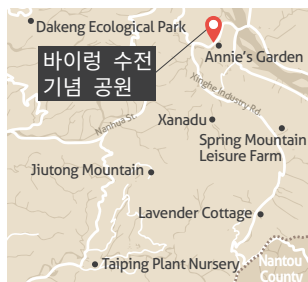 Dakeng Ecological Park
바이렁 수전
기념 공원
Annie's Garden
Xinghe Industry Rd.
Nanhua St.
Xanadu
Spring Mountain
Leisure Farm
Jiutong Mountain
Lavender Cottage
Taiping Plant Nursery
Nantou
County